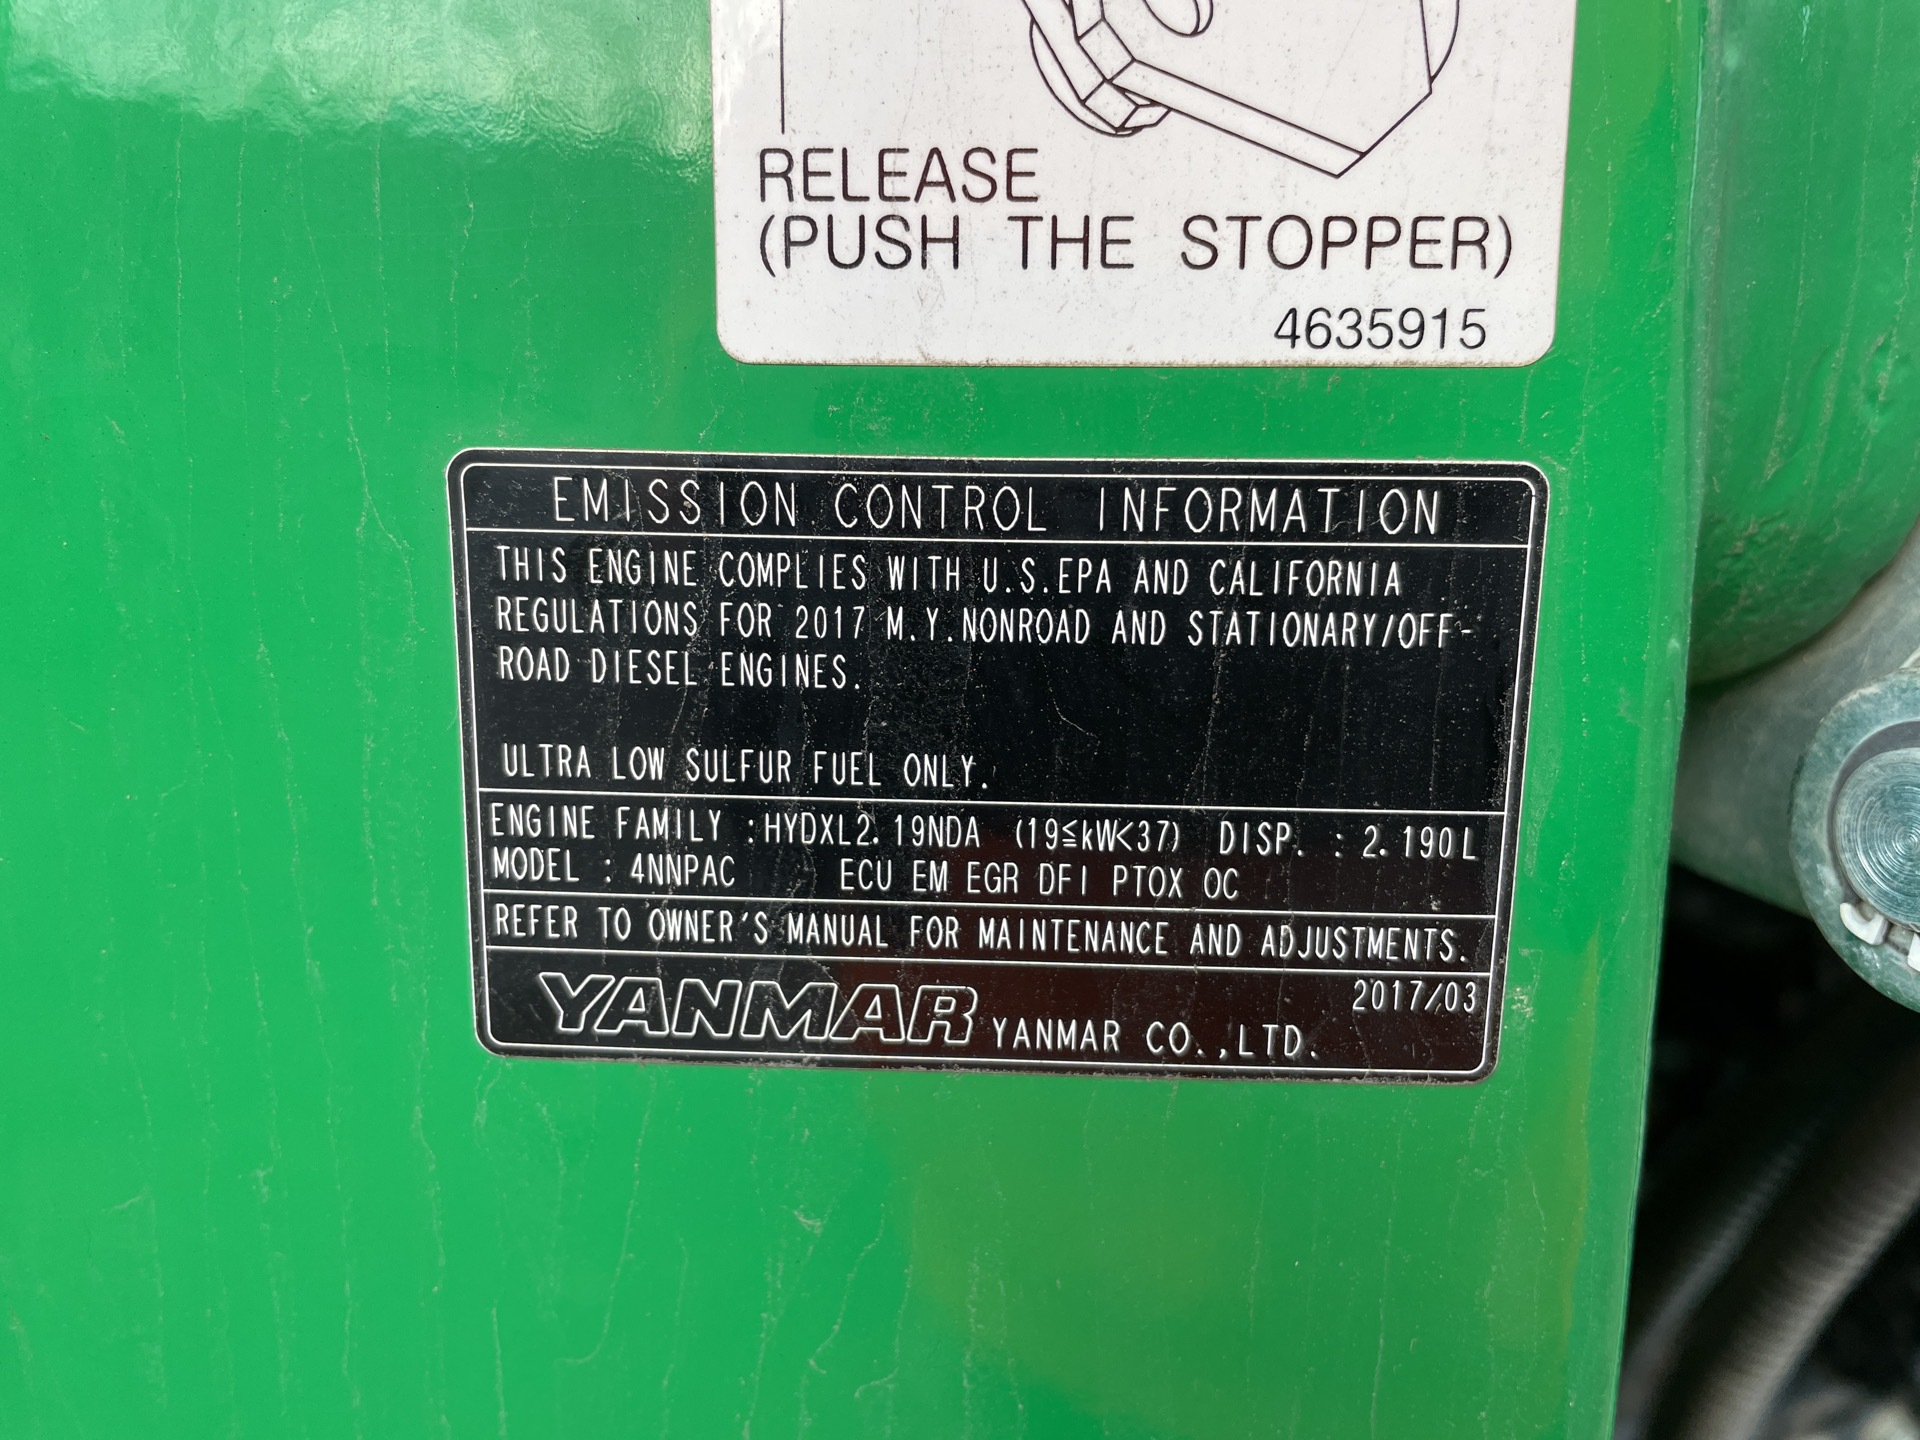 RELEASE
(PUSH THE STOPPER)
4635915
EMISSION CONTROL INFORMATION
THIS ENGINE COMPLIES WITH U.S.EPA AND CALIFORNIA
REGULATIONS FOR 2017 M.Y.NONROAD AND STATIONARY/OFF-
ROAD DIESEL ENGINES.
ULTRA LOW SULFUR FUEL ONLY.
ENGINE FAMILY :HYDXL2.19NDA (19≦kW<37) DISP. : 2.190L
MODEL : 4NNPAC ECU EM EGR DFI PTOX OC
REFER TO OWNER'S MANUAL FOR MAINTENANCE AND ADJUSTMENTS.
2017/03
YANMAR YANMAR CO.,LTD.